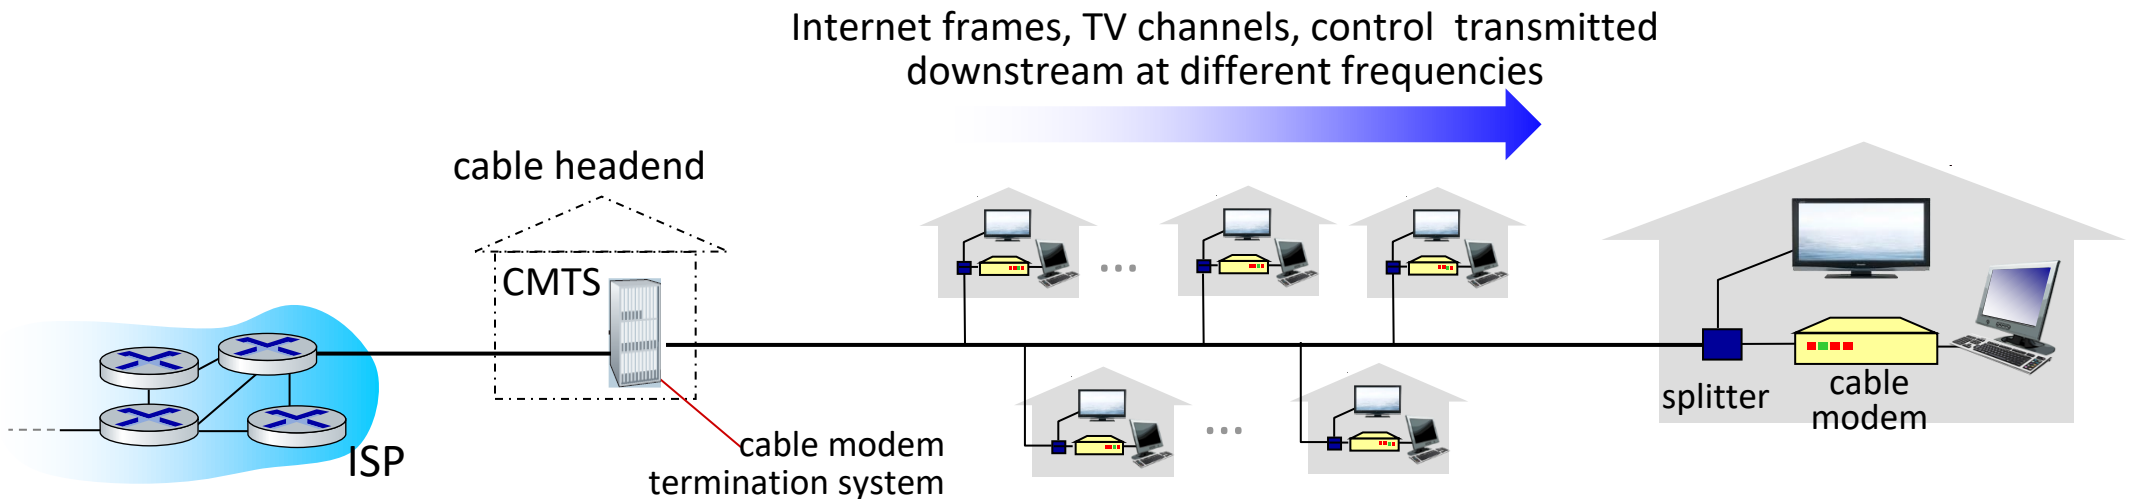 Internet frames, TV channels, control  transmitted
downstream at different frequencies
cable headend
CMTS
ISP
cable modem
termination system
splitter
cable
modem